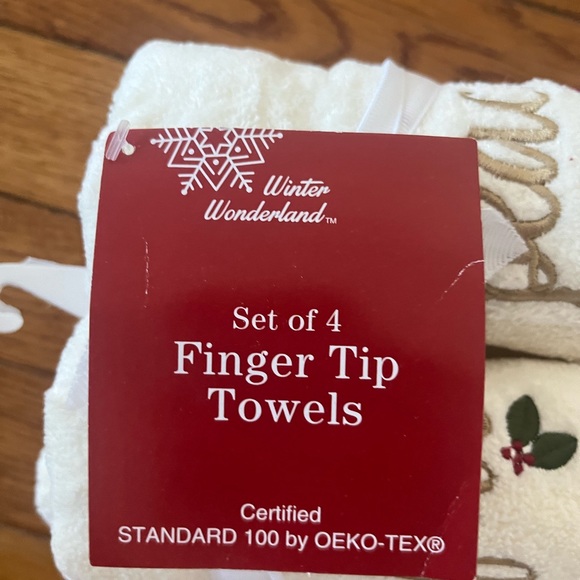 Winter
Wonderland™
Set of 4
Finger Tip
Towels
Certified
STANDARD 100 by OEKO-TEX®